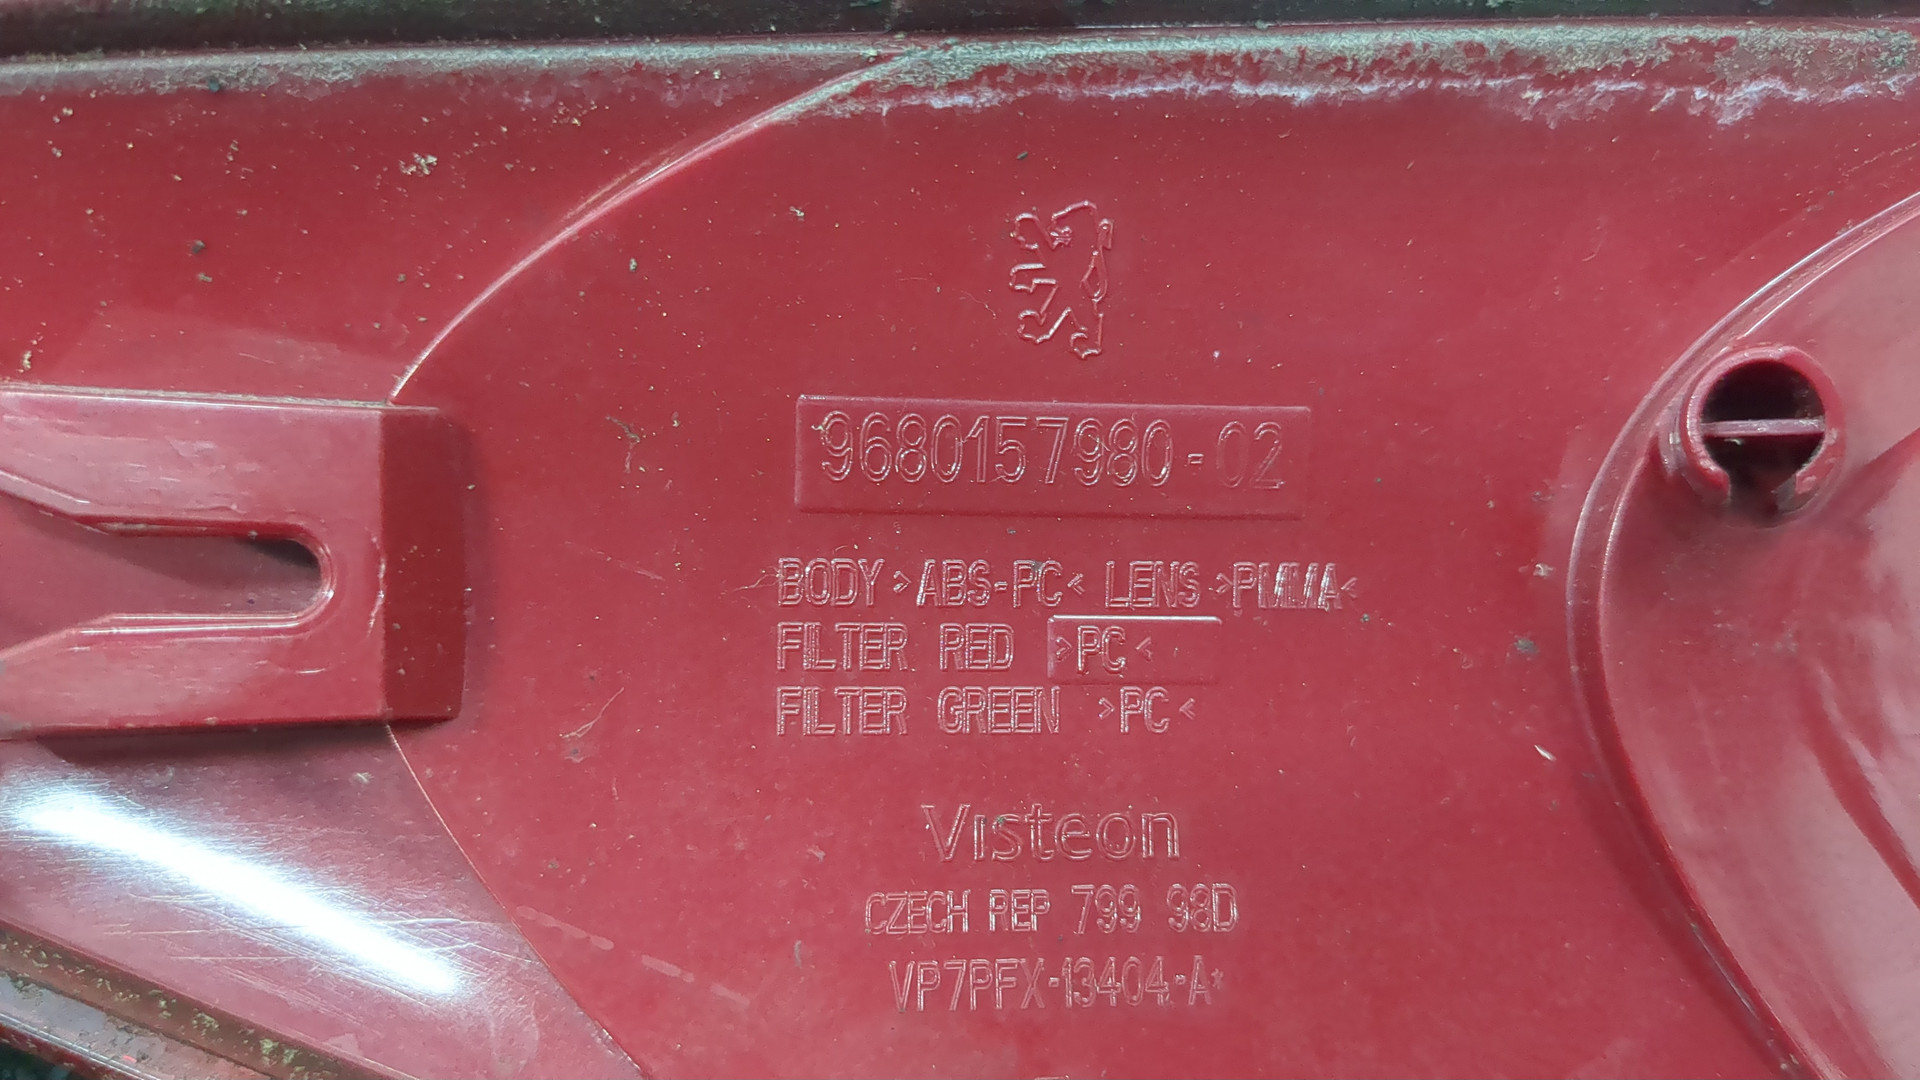 9680157980-02
BODY >ABS-PC< LENS >PMMA<
FILTER RED >PC<
FILTER GREEN >PC<
Visteon
CZECH REP 799 98D
VP7PFX-13404-A*